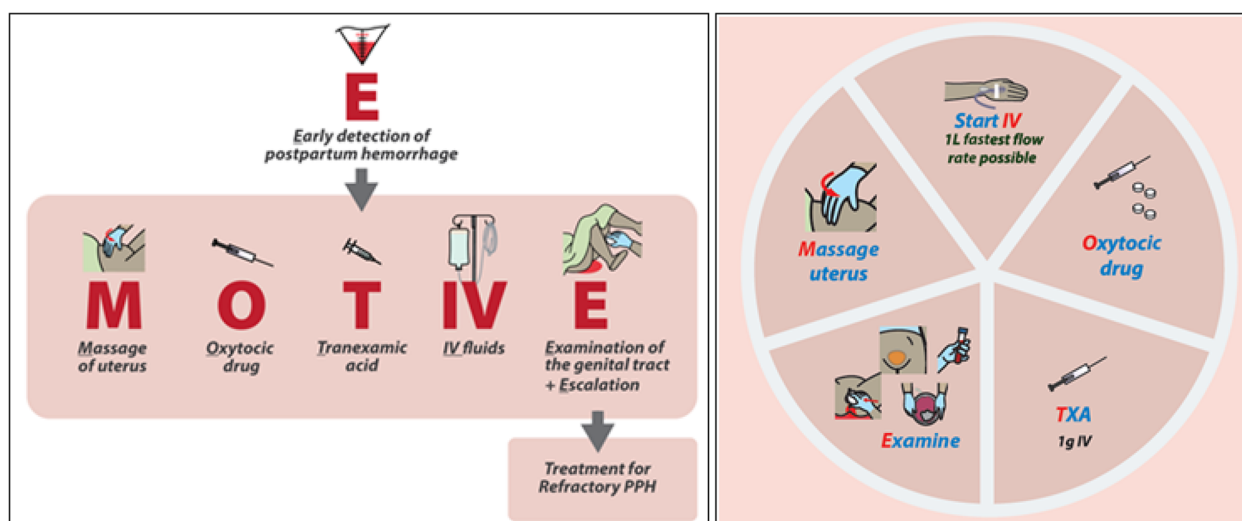 E
Early detection of
postpartum hemorrhage
M
Massage
of uterus
O
Oxytocic
drug
T
Tranexamic
acid
IV
IV fluids
E
Examination of
the genital tract
+ Escalation
Treatment for
Refractory PPH
Start IV
1L fastest flow
rate possible
Oxytocic
drug
TXA
1g IV
Examine
Massage
uterus